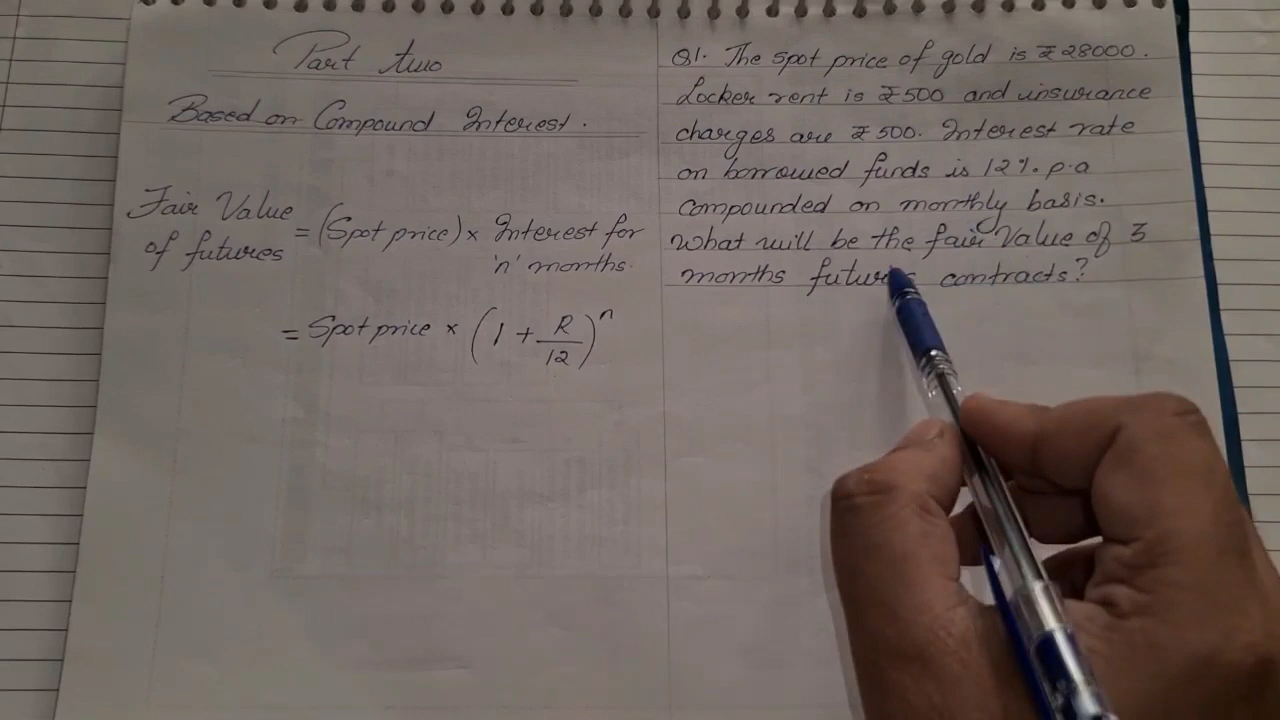 Part two
Based on Compound Interest.
Fair Value of futures = (Spot price) × Interest for 'n' months.
= Spot price × (1 + R/12)^n
Q1. The spot price of gold is ₹28000.
Locker rent is ₹500 and insurance
charges are ₹500. Interest rate
on borrowed funds is 12%. p.a
compounded on monthly basis.
What will be the fair value of 3
months futures contracts?